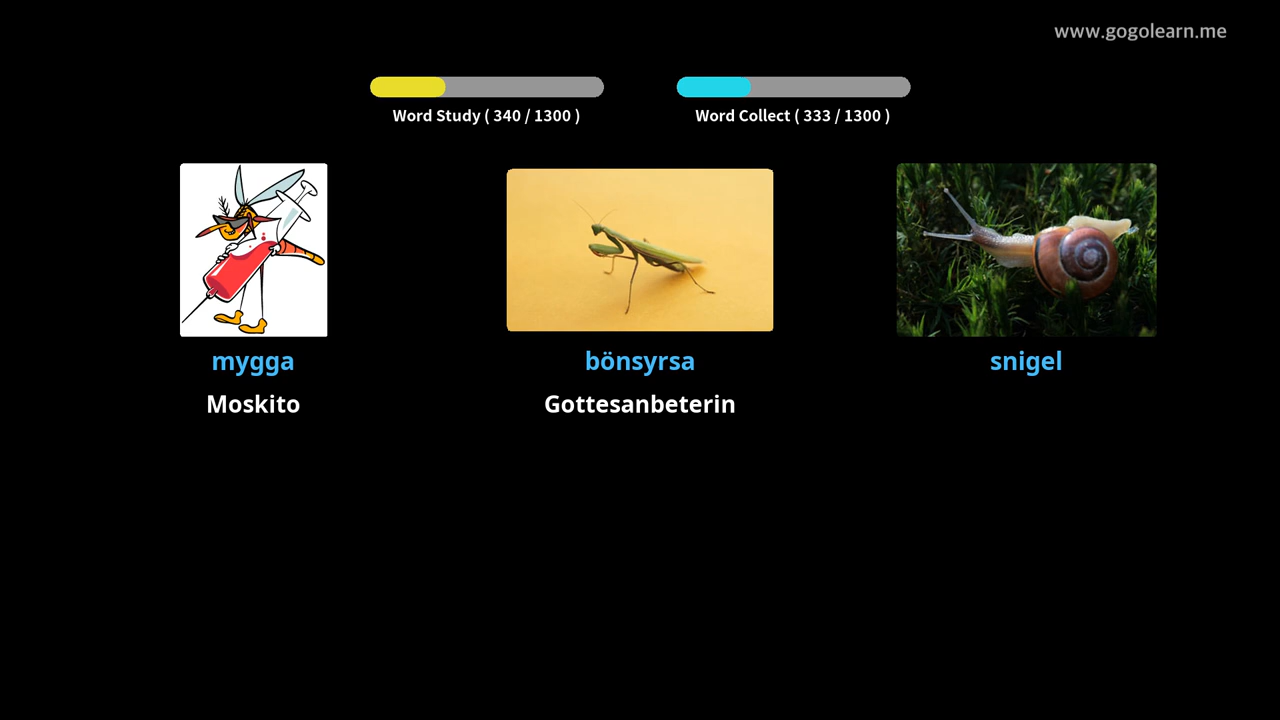 www.gogolearn.me
Word Study ( 340 / 1300 )
Word Collect ( 333 / 1300 )
mygga
bönsyrsa
snigel
Moskito
Gottesanbeterin